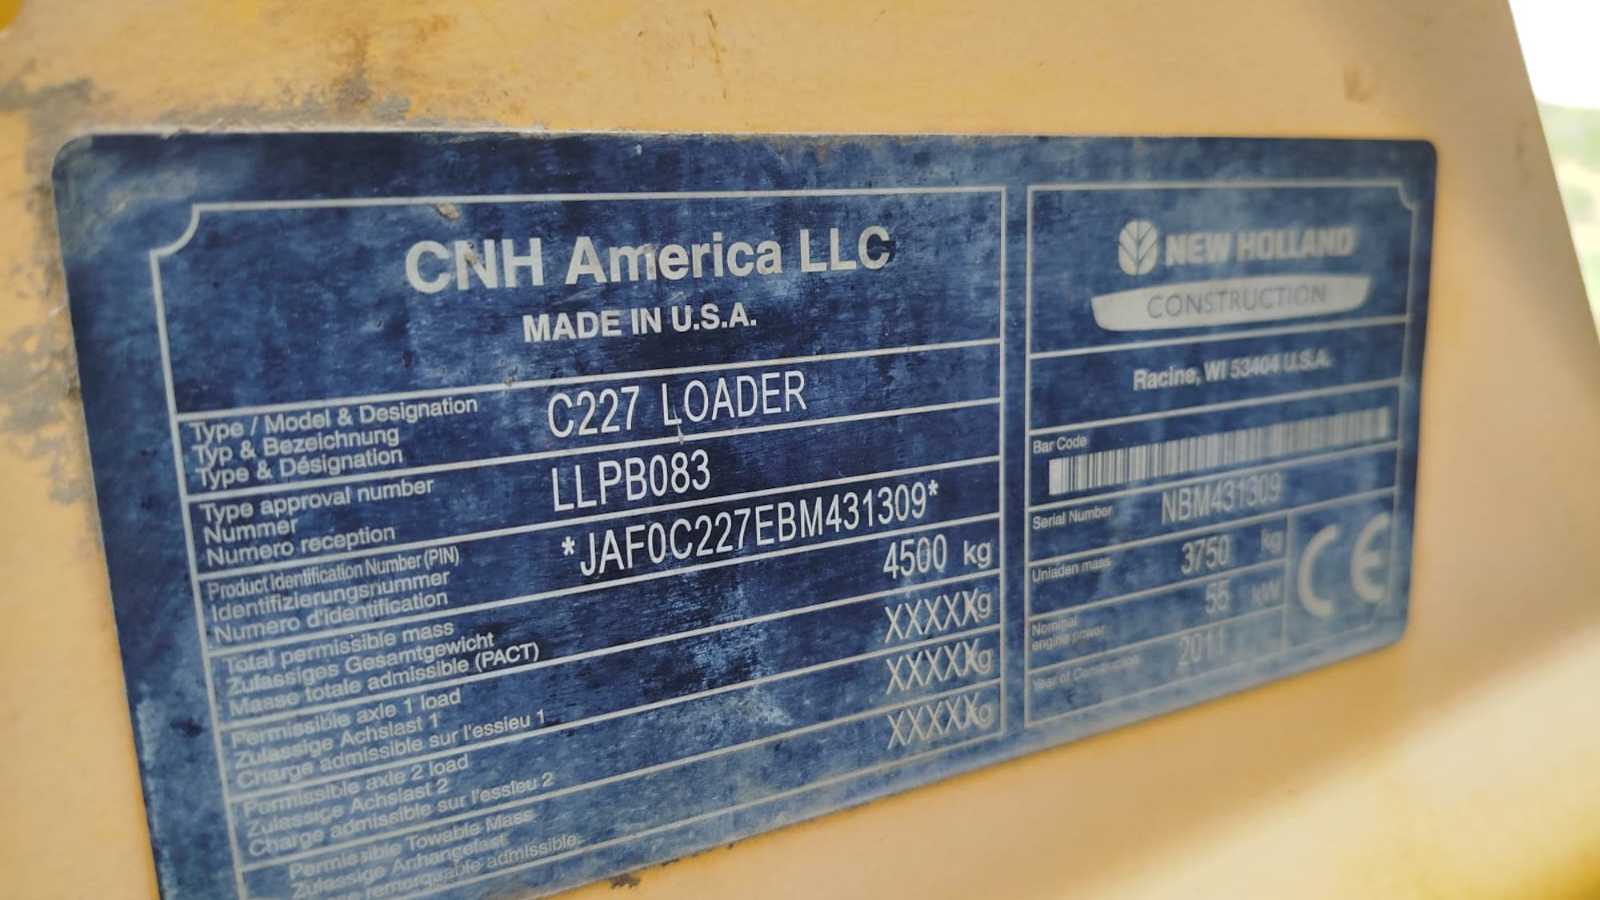 CNH America LLC
MADE IN U.S.A.
Type / Model & Designation
Typ & Bezeichnung
Type & Désignation
C227 LOADER
Type approval number
Nummer
Numero reception
LLPB083
Product Identification Number (PIN)
Identifizierungsnummer
Numero d'identification
*JAF0C227EBM431309*
Total permissible mass
Zulassiges Gesamtgewicht
Masse totale admissible (PACT)
4500 kg
Permissible axle 1 load
Zulassige Achslast 1
Charge admissible sur l'essieu 1
XXXXXkg
Permissible axle 2 load
Zulassige Achslast 2
Charge admissible sur l'essieu 2
XXXXXkg
Permissible Towable Mass
Zulassige Anhangelast
remorquable admissible
XXXXXkg
NEW HOLLAND
CONSTRUCTION
Racine, WI 53404 U.S.A.
Bar Code
Serial Number NBM431309
Unladen mass 3750 kg
Nominal
engine power
55 kW
Year of Construction 2011
CE